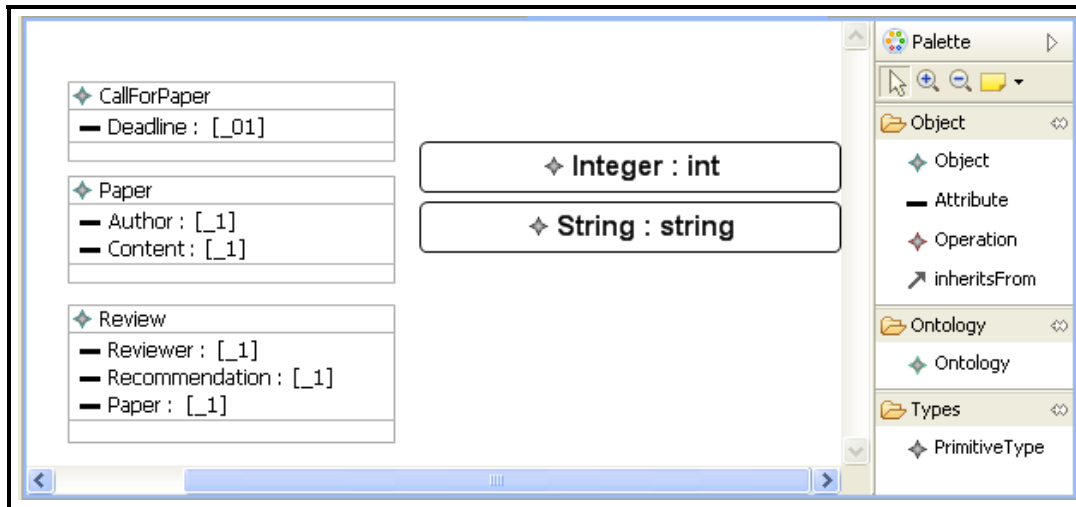 CallForPaper
Deadline : [_01]
Paper
Author : [_1]
Content : [_1]
Review
Reviewer : [_1]
Recommendation : [_1]
Paper : [_1]
Integer : int
String : string
Palette
Object
Object
Attribute
Operation
inheritsFrom
Ontology
Ontology
Types
PrimitiveType